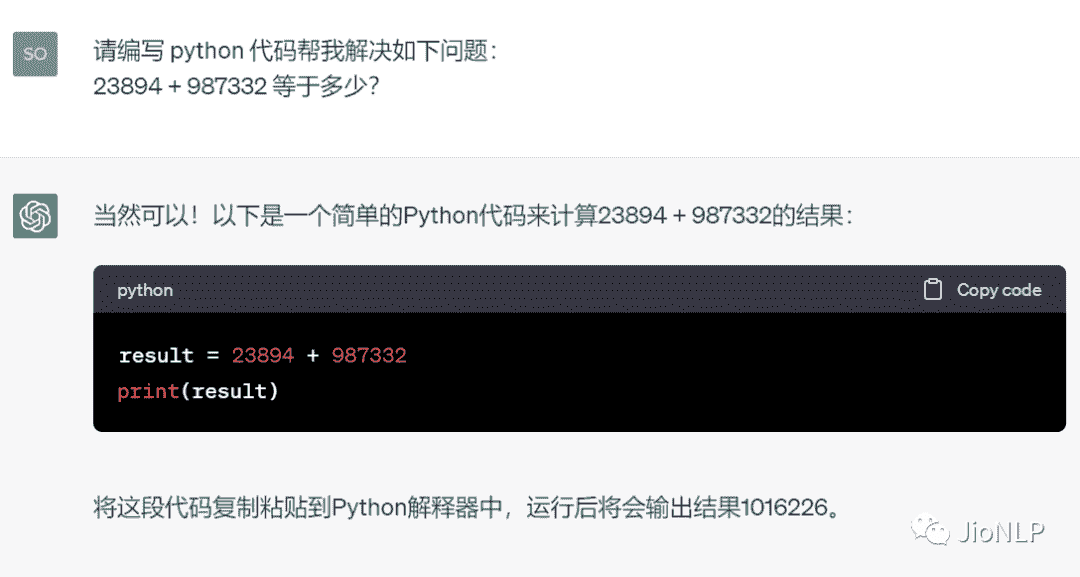 SO
请编写 python 代码帮我解决如下问题：
23894 + 987332 等于多少？
当然可以！以下是一个简单的Python代码来计算23894 + 987332的结果：
python
Copy code
result = 23894 + 987332
print(result)
将这段代码复制粘贴到Python解释器中，运行后将会输出结果1016226。
JioNLP